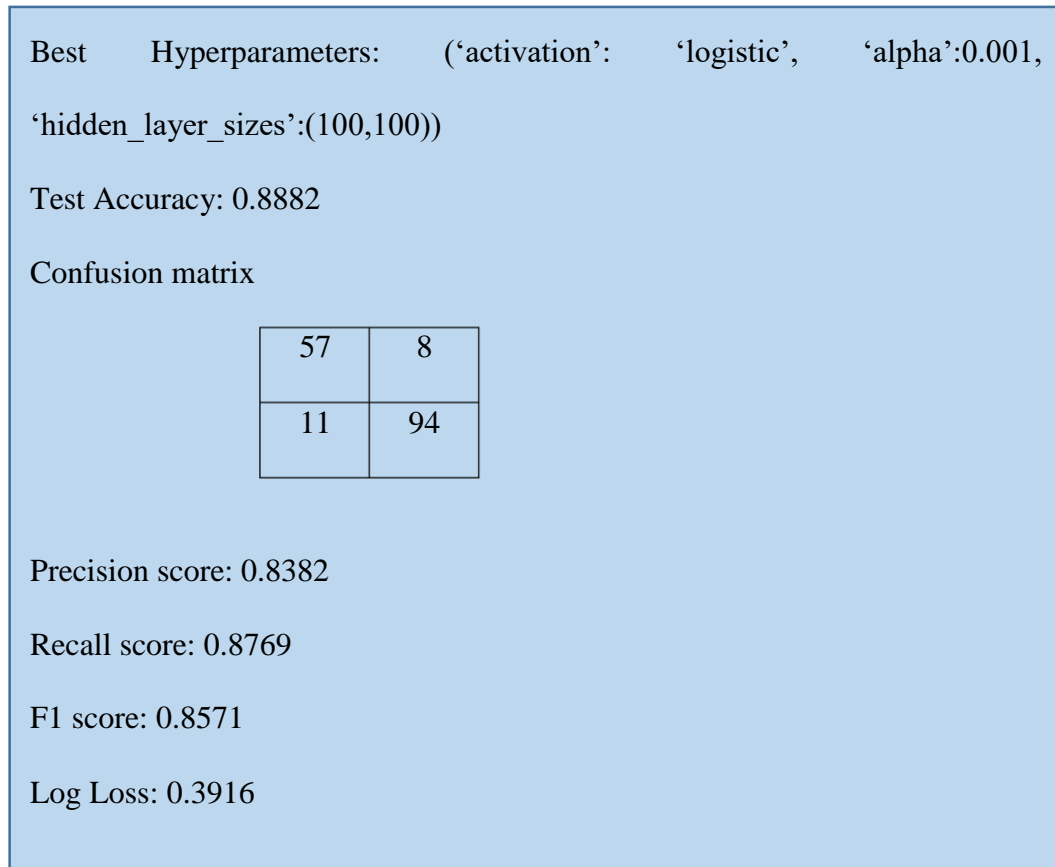 Best Hyperparameters: (‘activation’: ‘logistic’, ‘alpha’:0.001,
‘hidden_layer_sizes’:(100,100))
Test Accuracy: 0.8882
Confusion matrix
57 8
11 94
Precision score: 0.8382
Recall score: 0.8769
F1 score: 0.8571
Log Loss: 0.3916